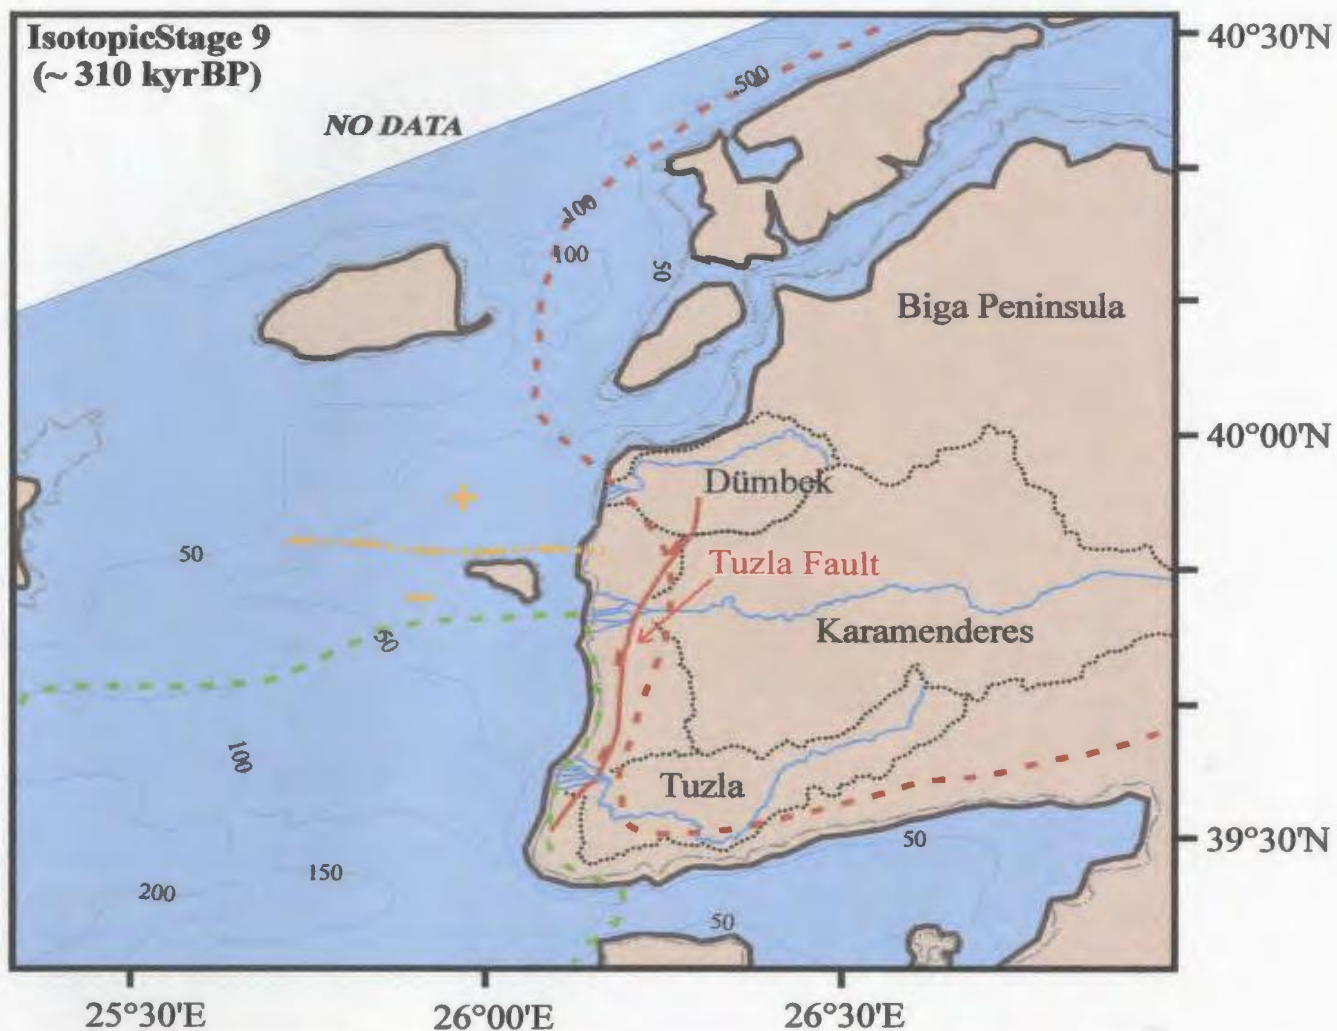 IsotopicStage 9
(~ 310 kyrBP)
NO DATA
500
100
100
50
Biga Peninsula
Dümbek
Tuzla Fault
50
50
Karamenderes
100
Tuzla
150
200
50
50
40°30'N
40°00'N
39°30'N
25°30'E
26°00'E
26°30'E